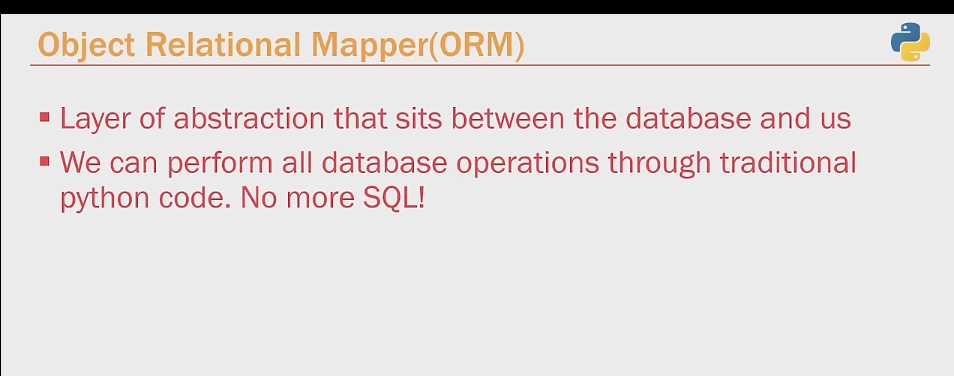 Object Relational Mapper(ORM)
Layer of abstraction that sits between the database and us
We can perform all database operations through traditional
python code. No more SQL!